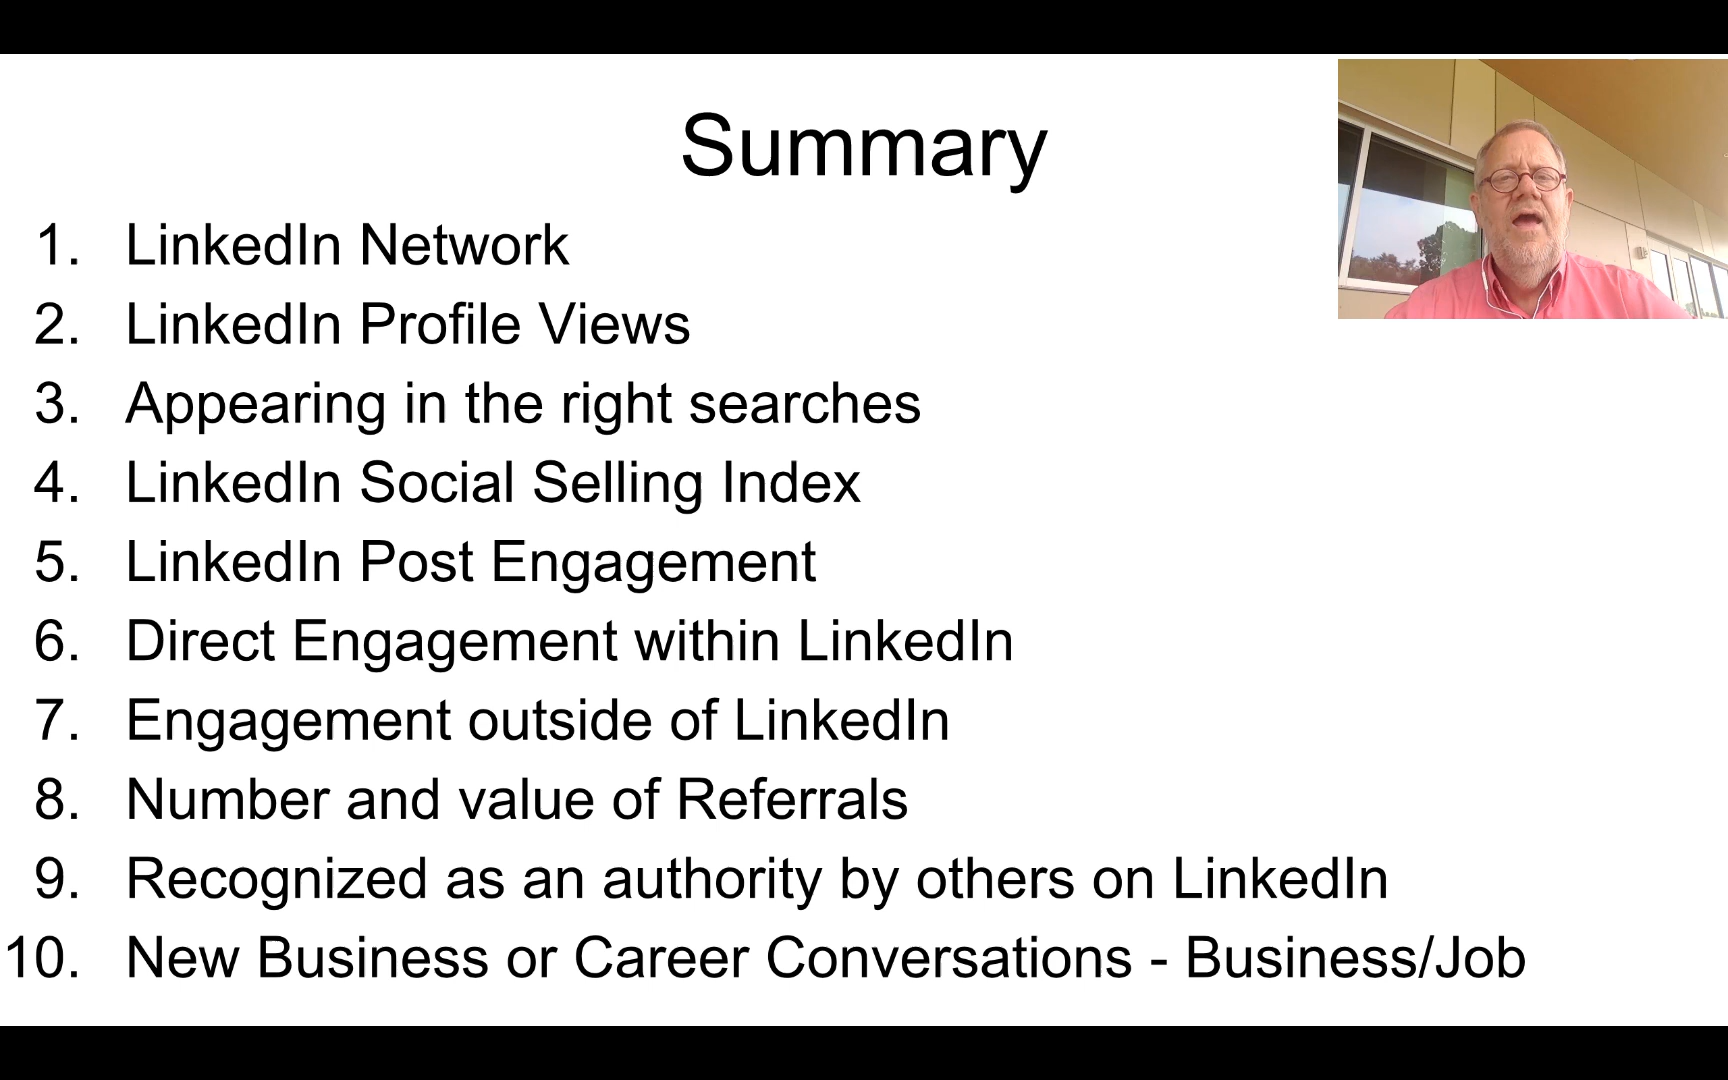 Summary
1. LinkedIn Network
2. LinkedIn Profile Views
3. Appearing in the right searches
4. LinkedIn Social Selling Index
5. LinkedIn Post Engagement
6. Direct Engagement within LinkedIn
7. Engagement outside of LinkedIn
8. Number and value of Referrals
9. Recognized as an authority by others on LinkedIn
10. New Business or Career Conversations - Business/Job